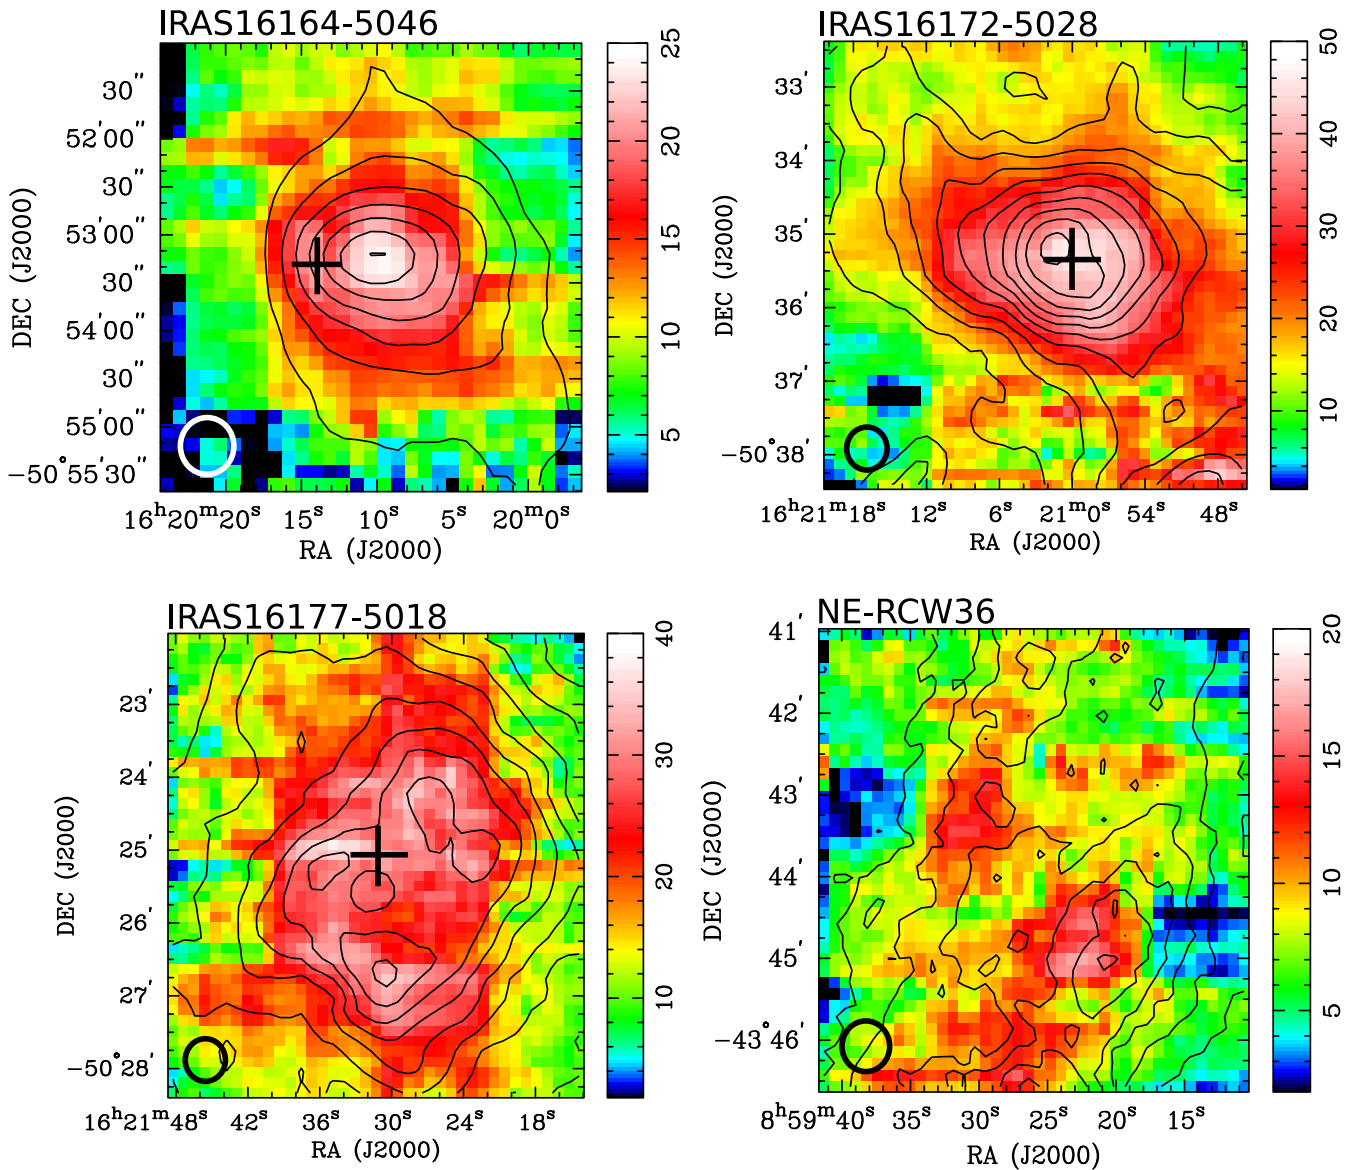 IRAS16164-5046
30″
52′00″
30″
53′00″
30″
54′00″
30″
55′00″
−50°55′30″
DEC (J2000)
16ʰ20ᵐ20ˢ 15ˢ 10ˢ 5ˢ 20ᵐ0ˢ
RA (J2000)
25
20
15
10
5
IRAS16172-5028
33′
34′
35′
36′
37′
−50°38′
DEC (J2000)
16ʰ21ᵐ18ˢ 12ˢ 6ˢ 21ᵐ0ˢ 54ˢ 48ˢ
RA (J2000)
50
40
30
20
10
IRAS16177-5018
23′
24′
25′
26′
27′
−50°28′
DEC (J2000)
16ʰ21ᵐ48ˢ 42ˢ 36ˢ 30ˢ 24ˢ 18ˢ
RA (J2000)
40
30
20
10
NE-RCW36
41′
42′
43′
44′
45′
−43°46′
DEC (J2000)
8ʰ59ᵐ40ˢ 35ˢ 30ˢ 25ˢ 20ˢ 15ˢ
RA (J2000)
20
15
10
5